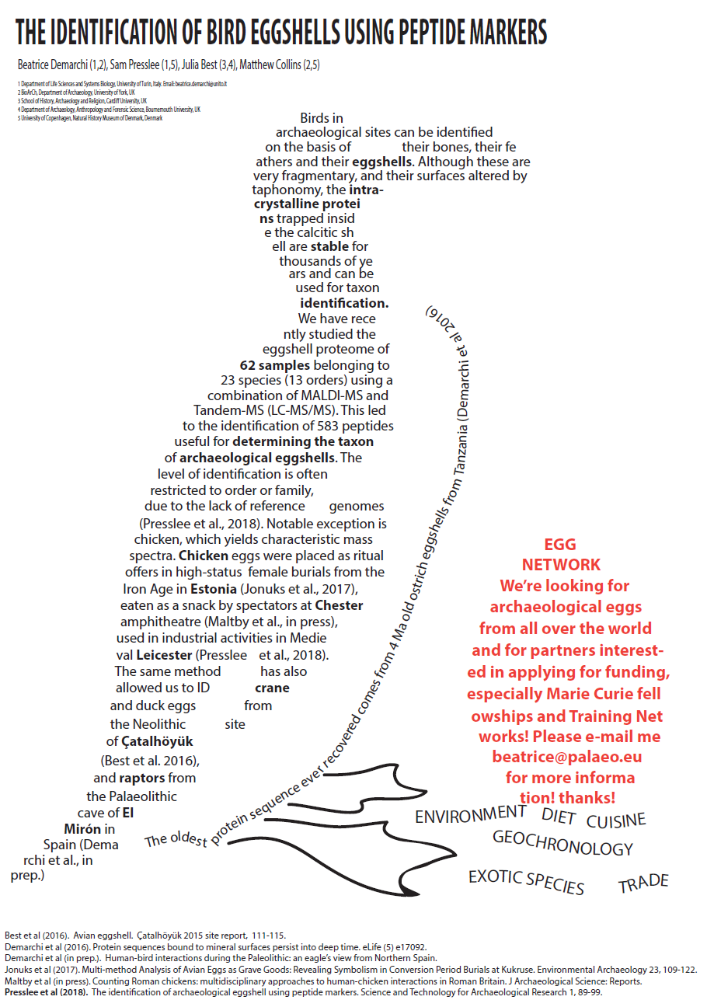 THE IDENTIFICATION OF BIRD EGGSHELLS USING PEPTIDE MARKERS
Beatrice Demarchi (1,2), Sam Presslee (1,5), Julia Best (3,4), Matthew Collins (2,5)
1 Department of Life Sciences and Systems Biology, University of Turin, Italy. Email: beatrice.demarchi@unito.it
2 BioArCh, Department of Archaeology, University of York, UK
3 School of History, Archaeology and Religion, Cardiff University, UK
4 Department of Archaeology, Anthropology and Forensic Science, Bournemouth University, UK
5 University of Copenhagen, Natural History Museum of Denmark, Denmark
Birds in
archaeological sites can be identified
on the basis of their bones, their fe
athers and their eggshells. Although these are
very fragmentary, and their surfaces altered by
taphonomy, the intra-
crystalline protei
ns trapped insid
e the calcitic sh
ell are stable for
thousands of ye
ars and can be
used for taxon
identification.
We have rece
ntly studied the
eggshell proteome of
62 samples belonging to
23 species (13 orders) using a
combination of MALDI-MS and
Tandem-MS (LC-MS/MS). This led
to the identification of 583 peptides
useful for determining the taxon
of archaeological eggshells. The
level of identification is often
restricted to order or family,
due to the lack of reference genomes
(Presslee et al., 2018). Notable exception is
chicken, which yields characteristic mass
spectra. Chicken eggs were placed as ritual
offers in high-status female burials from the
Iron Age in Estonia (Jonuks et al., 2017),
eaten as a snack by spectators at Chester
amphitheatre (Maltby et al., in press),
used in industrial activities in Medie
val Leicester (Presslee et al., 2018).
The same method has also
allowed us to ID crane
and duck eggs from
the Neolithic site
of Çatalhöyük
(Best et al. 2016),
and raptors from
the Palaeolithic
cave of El
Mirón in
Spain (Dema
rchi et al., in
prep.)
The oldest protein sequence ever recovered comes from 4 Ma old ostrich eggshells from Tanzania (Demarchi et al 2016)
EGG
NETWORK
We're looking for
archaeological eggs
from all over the world
and for partners interest-
ed in applying for funding,
especially Marie Curie fell
owships and Training Net
works! Please e-mail me
beatrice@palaeo.eu
for more informa
tion! thanks!
ENVIRONMENT DIET CUISINE
GEOCHRONOLOGY
EXOTIC SPECIES TRADE
Best et al (2016). Avian eggshell. Çatalhöyük 2015 site report, 111-115.
Demarchi et al (2016). Protein sequences bound to mineral surfaces persist into deep time. eLife (5) e17092.
Demarchi et al (in prep.). Human-bird interactions during the Paleolithic: an eagle's view from Northern Spain.
Jonuks et al (2017). Multi-method Analysis of Avian Eggs as Grave Goods: Revealing Symbolism in Conversion Period Burials at Kukruse. Environmental Archaeology 23, 109-122.
Maltby et al (in press). Counting Roman chickens: multidisciplinary approaches to human-chicken interactions in Roman Britain. J Archaeological Science: Reports.
Presslee et al (2018). The identification of archaeological eggshell using peptide markers. Science and Technology for Archaeological Research 1, 89-99.